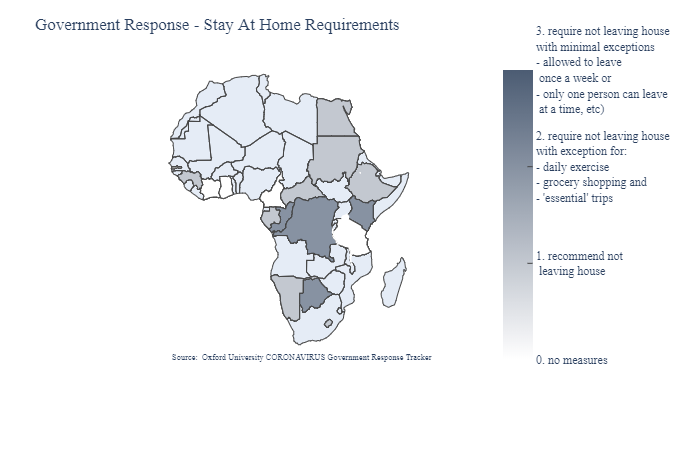 Government Response - Stay At Home Requirements
3. require not leaving house
with minimal exceptions
- allowed to leave
once a week or
- only one person can leave
at a time, etc)
2. require not leaving house
with exception for:
- daily exercise
- grocery shopping and
- 'essential' trips
1. recommend not
leaving house
0. no measures
Source: Oxford University CORONAVIRUS Government Response Tracker